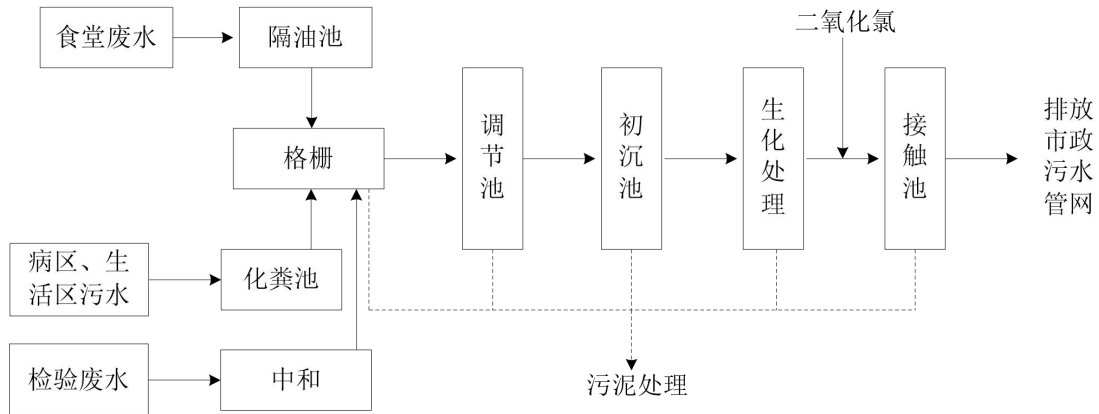 食堂废水
隔油池
二氧化氯
格栅
调节池
初沉池
生化处理
接触池
排放
市政
污水
管网
病区、生
活区污水
化粪池
检验废水
中和
污泥处理